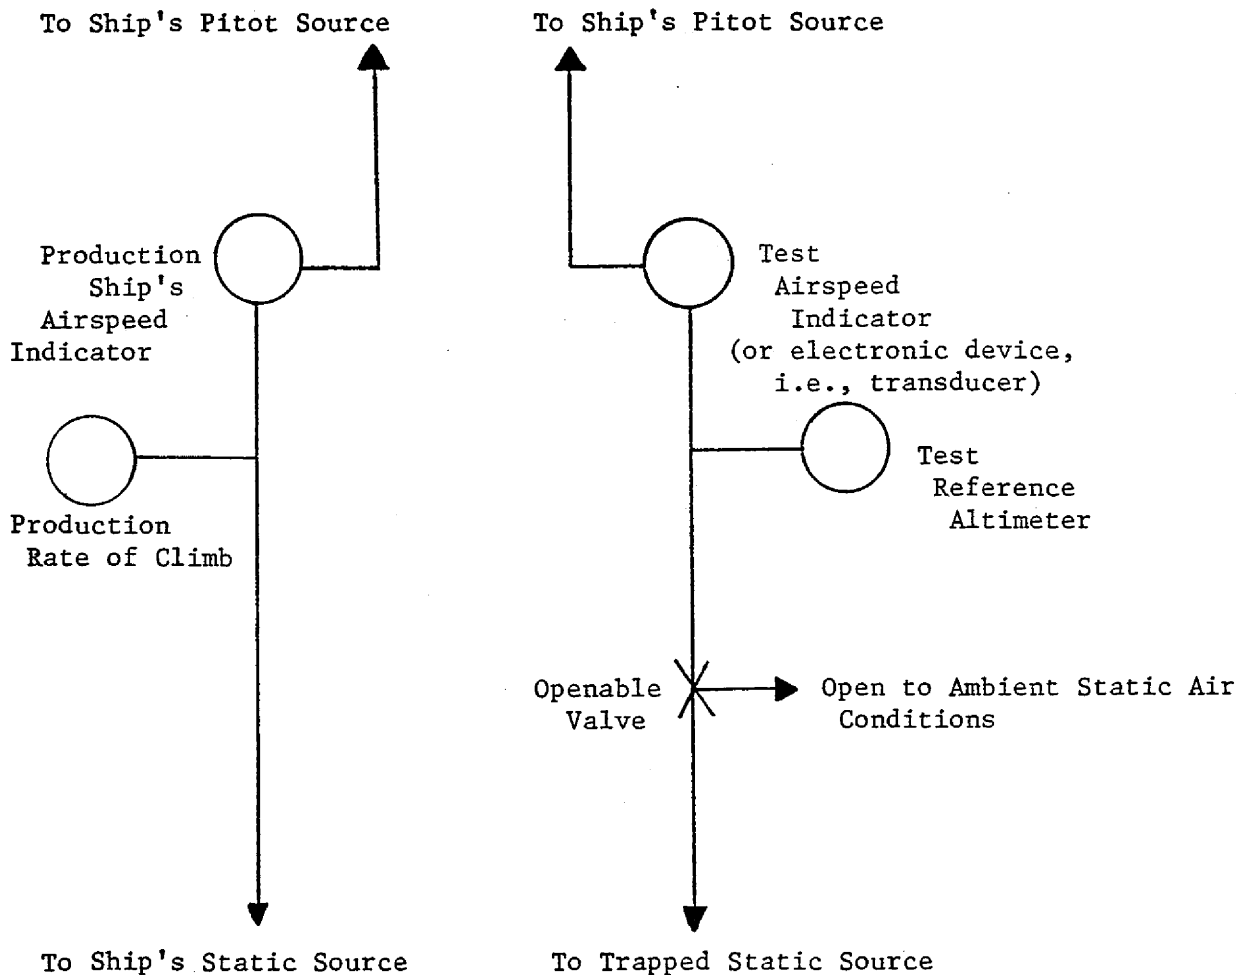 To Ship's Pitot Source
To Ship's Pitot Source
Production
Ship's
Airspeed
Indicator
Test
Airspeed
Indicator
(or electronic device,
i.e., transducer)
Production
Rate of Climb
Test
Reference
Altimeter
Openable
Valve
Open to Ambient Static Air
Conditions
To Ship's Static Source
To Trapped Static Source